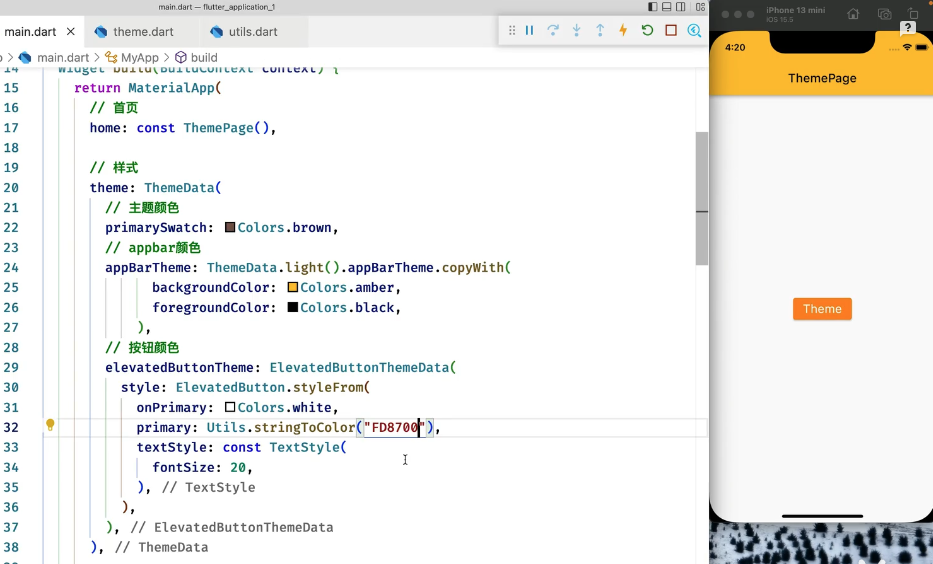 main.dart — flutter_application_1
main.dart
theme.dart
utils.dart
main.dart > MyApp > build
14 Widget build(BuildContext context) {
15 return MaterialApp(
16 // 首页
17 home: const ThemePage(),
18
19 // 样式
20 theme: ThemeData(
21 // 主题颜色
22 primarySwatch: Colors.brown,
23 // appbar颜色
24 appBarTheme: ThemeData.light().appBarTheme.copyWith(
25 backgroundColor: Colors.amber,
26 foregroundColor: Colors.black,
27 ),
28 // 按钮颜色
29 elevatedButtonTheme: ElevatedButtonThemeData(
30 style: ElevatedButton.styleFrom(
31 onPrimary: Colors.white,
32 primary: Utils.stringToColor("FD8700"),
33 textStyle: const TextStyle(
34 fontSize: 20,
35 ), // TextStyle
36 ),
37 ), // ElevatedButtonThemeData
38 ), // ThemeData
iPhone 13 mini
iOS 15.5
?
4:20
ThemePage
Theme